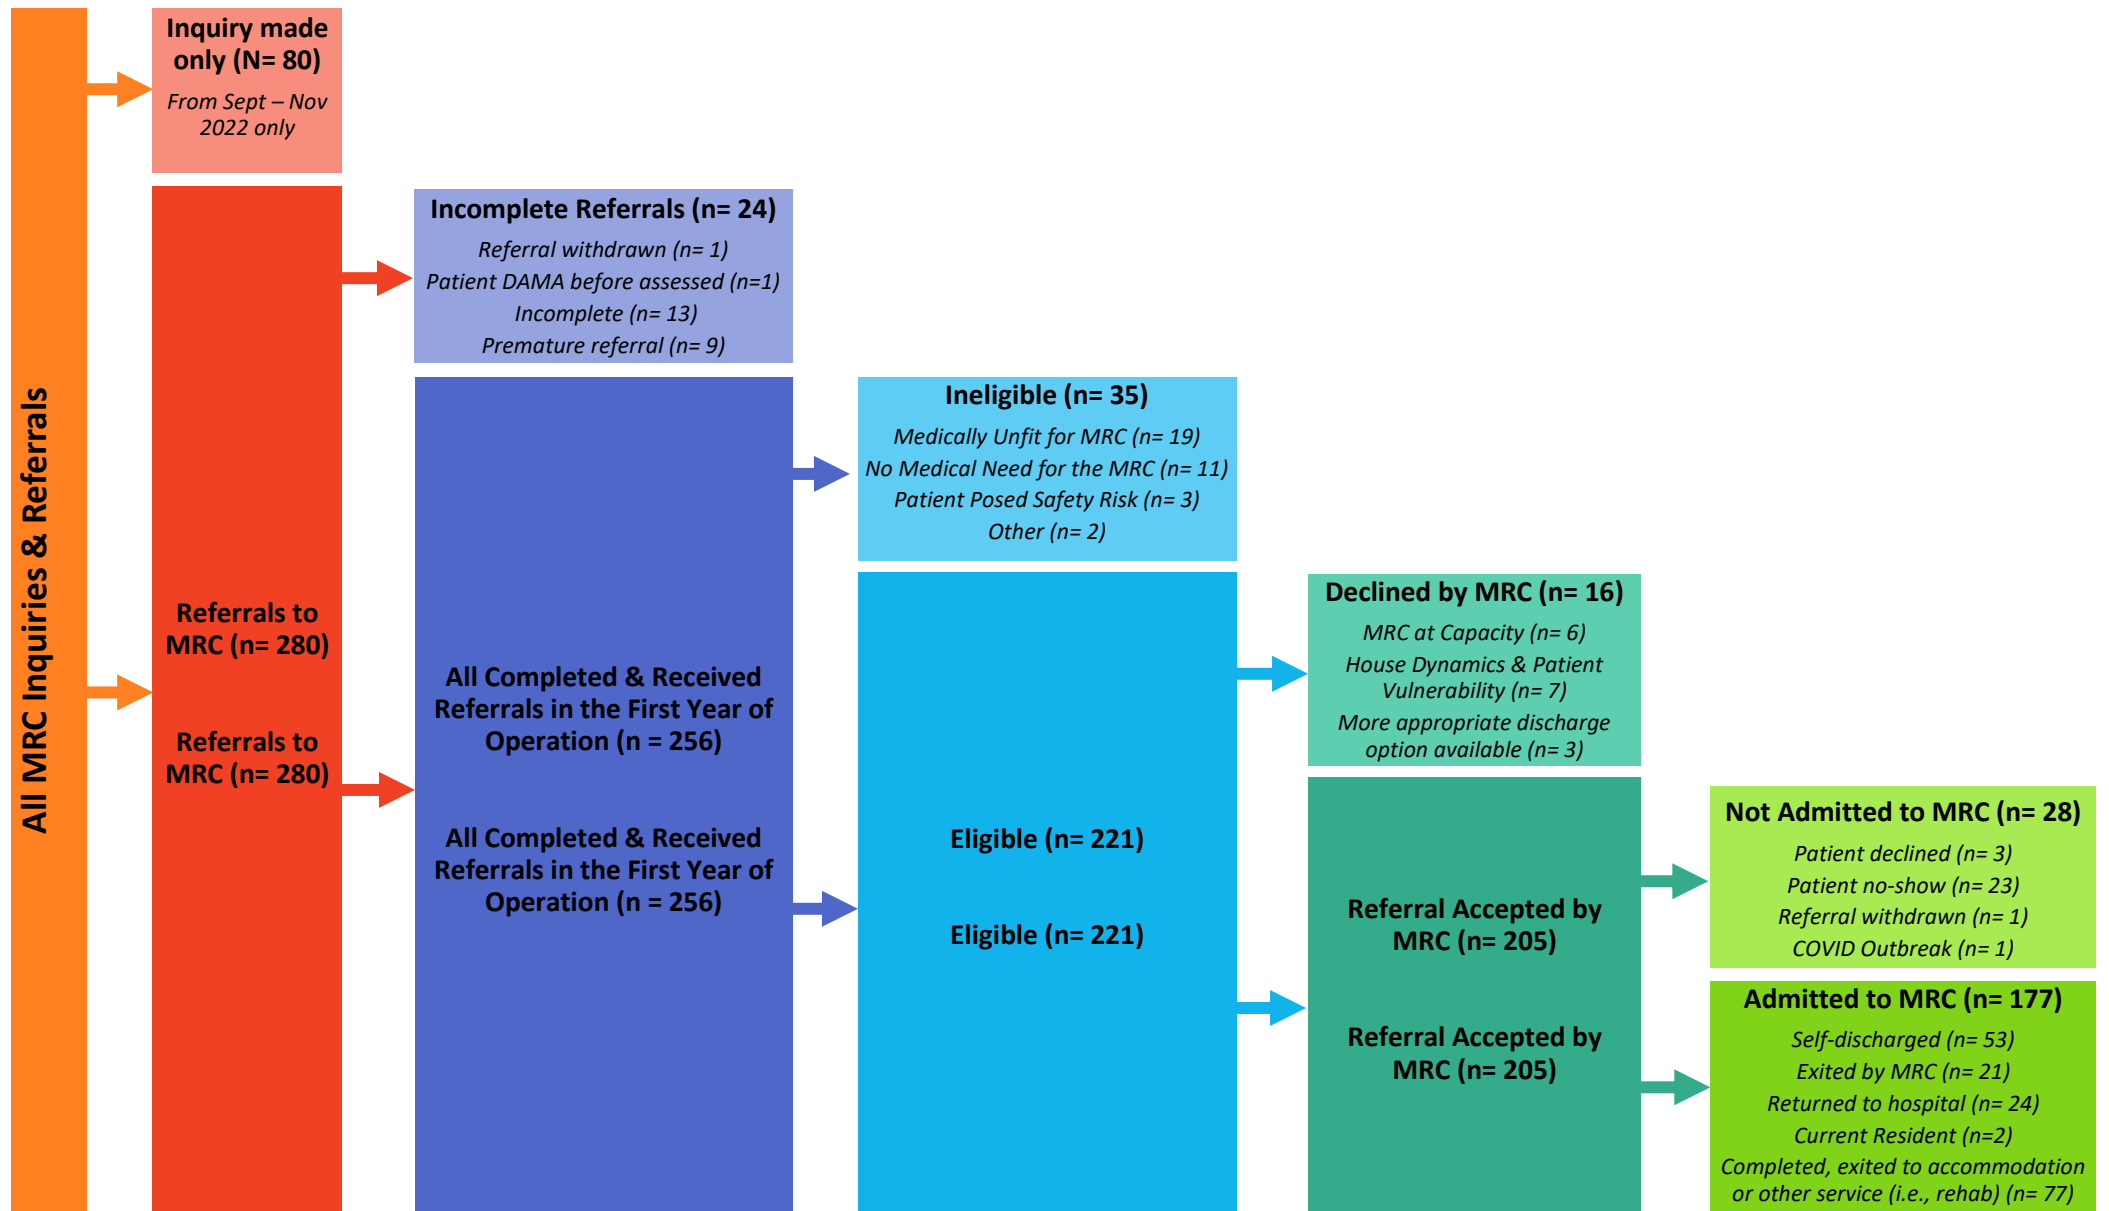 All MRC Inquiries & Referrals
Inquiry made
only (N= 80)
From Sept – Nov
2022 only
Referrals to
MRC (n= 280)
Referrals to
MRC (n= 280)
Incomplete Referrals (n= 24)
Referral withdrawn (n= 1)
Patient DAMA before assessed (n=1)
Incomplete (n= 13)
Premature referral (n= 9)
All Completed & Received
Referrals in the First Year of
Operation (n = 256)
All Completed & Received
Referrals in the First Year of
Operation (n = 256)
Ineligible (n= 35)
Medically Unfit for MRC (n= 19)
No Medical Need for the MRC (n= 11)
Patient Posed Safety Risk (n= 3)
Other (n= 2)
Eligible (n= 221)
Eligible (n= 221)
Declined by MRC (n= 16)
MRC at Capacity (n= 6)
House Dynamics & Patient
Vulnerability (n= 7)
More appropriate discharge
option available (n= 3)
Referral Accepted by
MRC (n= 205)
Referral Accepted by
MRC (n= 205)
Not Admitted to MRC (n= 28)
Patient declined (n= 3)
Patient no-show (n= 23)
Referral withdrawn (n= 1)
COVID Outbreak (n= 1)
Admitted to MRC (n= 177)
Self-discharged (n= 53)
Exited by MRC (n= 21)
Returned to hospital (n= 24)
Current Resident (n=2)
Completed, exited to accommodation
or other service (i.e., rehab) (n= 77)